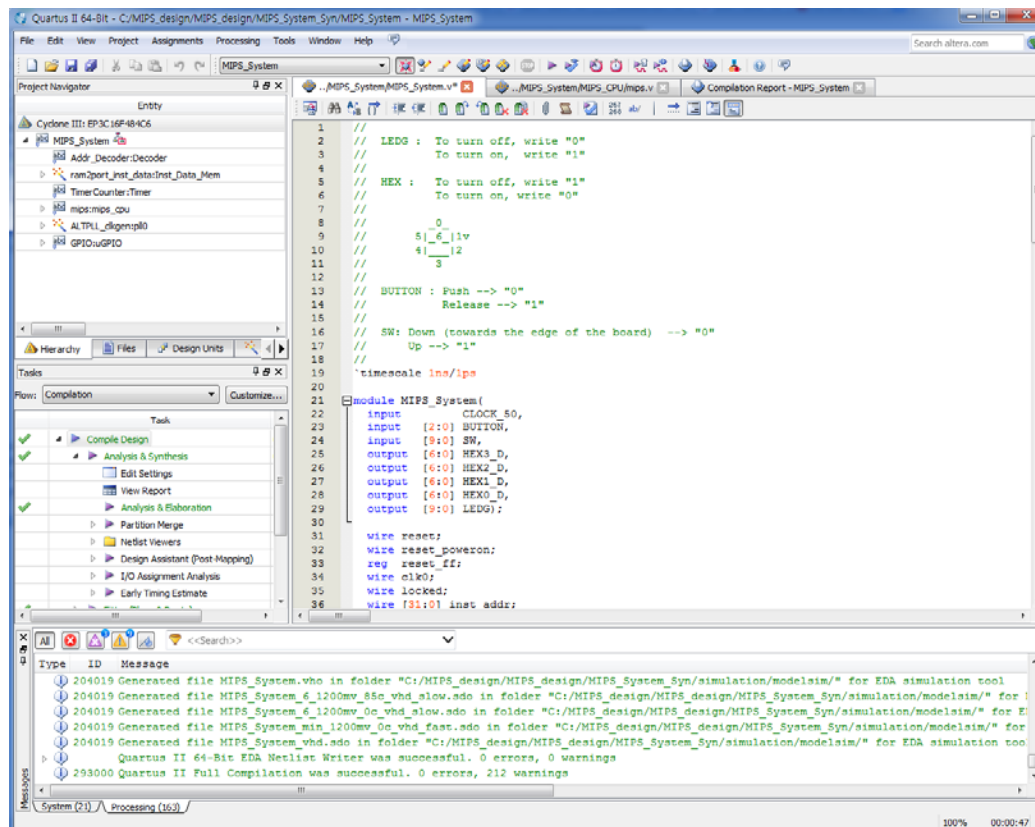 Quartus II 64-Bit - C:/MIPS_design/MIPS_design/MIPS_System_Syn/MIPS_System - MIPS_System
File Edit View Project Assignments Processing Tools Window Help
Search altera.com
MIPS_System
Project Navigator
Entity
Cyclone III: EP3C16F484C6
MIPS_System
Addr_Decoder:Decoder
ram2port_inst_data:Inst_Data_Mem
TimerCounter:Timer
mips:mips_cpu
ALTPLL_clkgen:pll0
GPIO:uGPIO
Hierarchy Files Design Units
Tasks
Flow: Compilation Customize...
Task
Compile Design
Analysis & Synthesis
Edit Settings
View Report
Analysis & Elaboration
Partition Merge
Netlist Viewers
Design Assistant (Post-Mapping)
I/O Assignment Analysis
Early Timing Estimate
../MIPS_System/MIPS_System.v* ../MIPS_System/MIPS_CPU/mips.v Compilation Report - MIPS_System
1 //
2 // LEDG : To turn off, write "0"
3 // To turn on, write "1"
4 //
5 // HEX : To turn off, write "1"
6 // To turn on, write "0"
7 //
8 // _0_
9 // 5|_6_|1v
10 // 4|___|2
11 // 3
12 //
13 // BUTTON : Push --> "0"
14 // Release --> "1"
15 //
16 // SW: Down (towards the edge of the board) --> "0"
17 // Up --> "1"
18 //
19 `timescale 1ns/1ps
20
21 module MIPS_System(
22 input CLOCK_50,
23 input [2:0] BUTTON,
24 input [9:0] SW,
25 output [6:0] HEX3_D,
26 output [6:0] HEX2_D,
27 output [6:0] HEX1_D,
28 output [6:0] HEX0_D,
29 output [9:0] LEDG);
30
31 wire reset;
32 wire reset_poweron;
33 reg reset_ff;
34 wire clk0;
35 wire locked;
36 wire [31:0] inst_addr;
All <<Search>>
Type ID Message
204019 Generated file MIPS_System.vho in folder "C:/MIPS_design/MIPS_design/MIPS_System_Syn/simulation/modelsim/" for EDA simulation tool
204019 Generated file MIPS_System_6_1200mv_85c_vhd_slow.sdo in folder "C:/MIPS_design/MIPS_design/MIPS_System_Syn/simulation/modelsim/" for
204019 Generated file MIPS_System_6_1200mv_0c_vhd_slow.sdo in folder "C:/MIPS_design/MIPS_design/MIPS_System_Syn/simulation/modelsim/" for E
204019 Generated file MIPS_System_min_1200mv_0c_vhd_fast.sdo in folder "C:/MIPS_design/MIPS_design/MIPS_System_Syn/simulation/modelsim/" for
204019 Generated file MIPS_System_vhd.sdo in folder "C:/MIPS_design/MIPS_design/MIPS_System_Syn/simulation/modelsim/" for EDA simulation too
Quartus II 64-Bit EDA Netlist Writer was successful. 0 errors, 0 warnings
293000 Quartus II Full Compilation was successful. 0 errors, 212 warnings
Messages
System (21) Processing (163)
100% 00:00:47